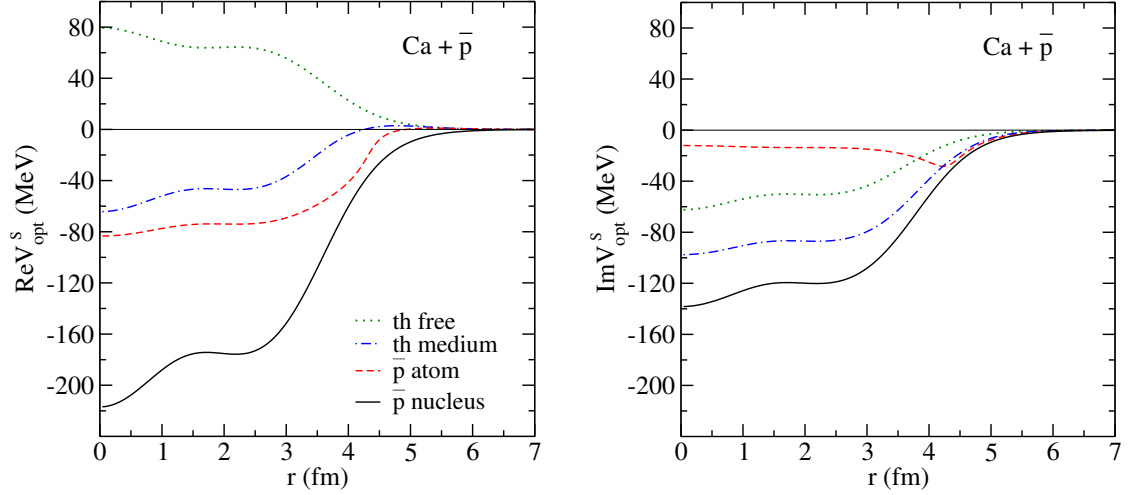 80
40
0
-40
-80
-120
-160
-200
ReV^S_opt (MeV)
Ca + p̅
th free
th medium
p̅ atom
p̅ nucleus
0 1 2 3 4 5 6 7
r (fm)
80
40
0
-40
-80
-120
-160
-200
ImV^S_opt (MeV)
Ca + p̅
0 1 2 3 4 5 6 7
r (fm)